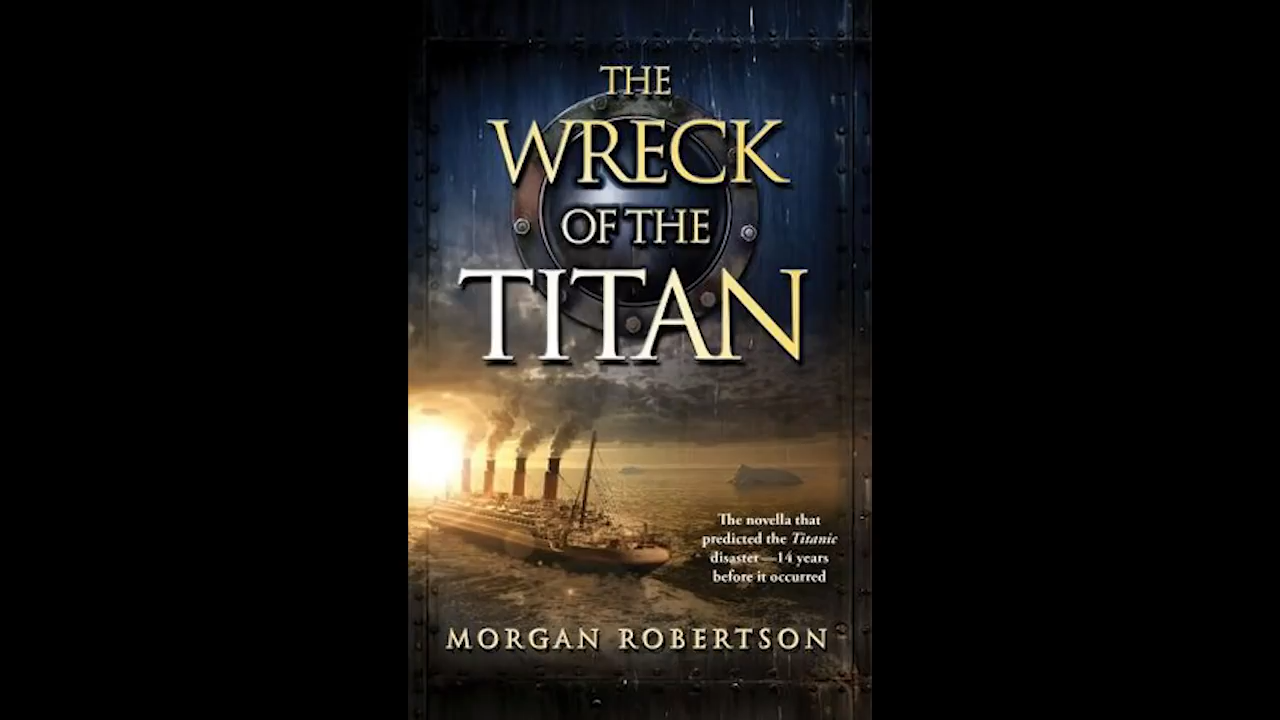 THE
WRECK
OF THE
TITAN
The novella that
predicted the Titanic
disaster—14 years
before it occurred
MORGAN ROBERTSON